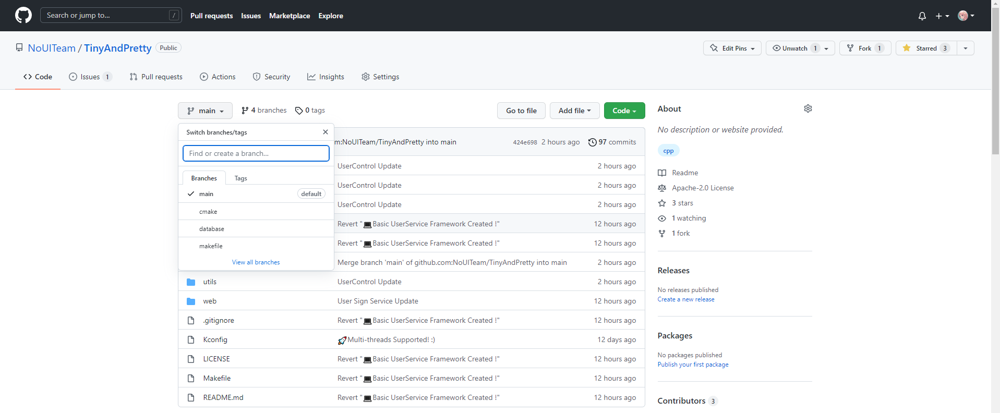 Search or jump to... /
Pull requests Issues Marketplace Explore
NoUITeam / TinyAndPretty Public
Edit Pins Unwatch 1 Fork 1 Starred 3
Code Issues 1 Pull requests Actions Security Insights Settings
main 4 branches 0 tags Go to file Add file Code
Switch branches/tags
Find or create a branch...
Branches Tags
main default
cmake
database
makefile
View all branches
m:NoUITeam/TinyAndPretty into main 424e698 2 hours ago 97 commits
UserControl Update 2 hours ago
UserControl Update 2 hours ago
UserControl Update 2 hours ago
Revert "💻Basic UserService Framework Created !" 12 hours ago
Revert "💻Basic UserService Framework Created !" 12 hours ago
Merge branch 'main' of github.com:NoUITeam/TinyAndPretty into main 2 hours ago
utils UserControl Update 2 hours ago
web User Sign Service Update 12 hours ago
.gitignore Revert "💻Basic UserService Framework Created !" 12 hours ago
Kconfig 🚀Multi-threads Supported! :) 12 days ago
LICENSE Revert "💻Basic UserService Framework Created !" 12 hours ago
Makefile Revert "💻Basic UserService Framework Created !" 12 hours ago
README.md Revert "💻Basic UserService Framework Created !" 12 hours ago
About
No description or website provided.
cpp
Readme
Apache-2.0 License
3 stars
1 watching
1 fork
Releases
No releases published
Create a new release
Packages
No packages published
Publish your first package
Contributors 3